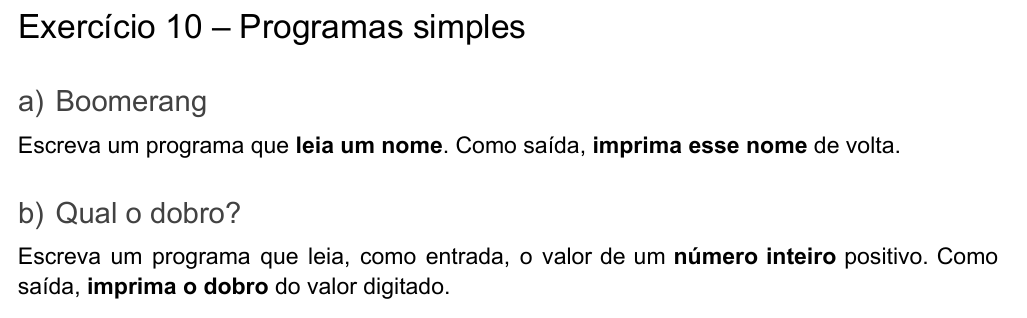 Exercício 10 – Programas simples
a) Boomerang
Escreva um programa que leia um nome. Como saída, imprima esse nome de volta.
b) Qual o dobro?
Escreva um programa que leia, como entrada, o valor de um número inteiro positivo. Como
saída, imprima o dobro do valor digitado.